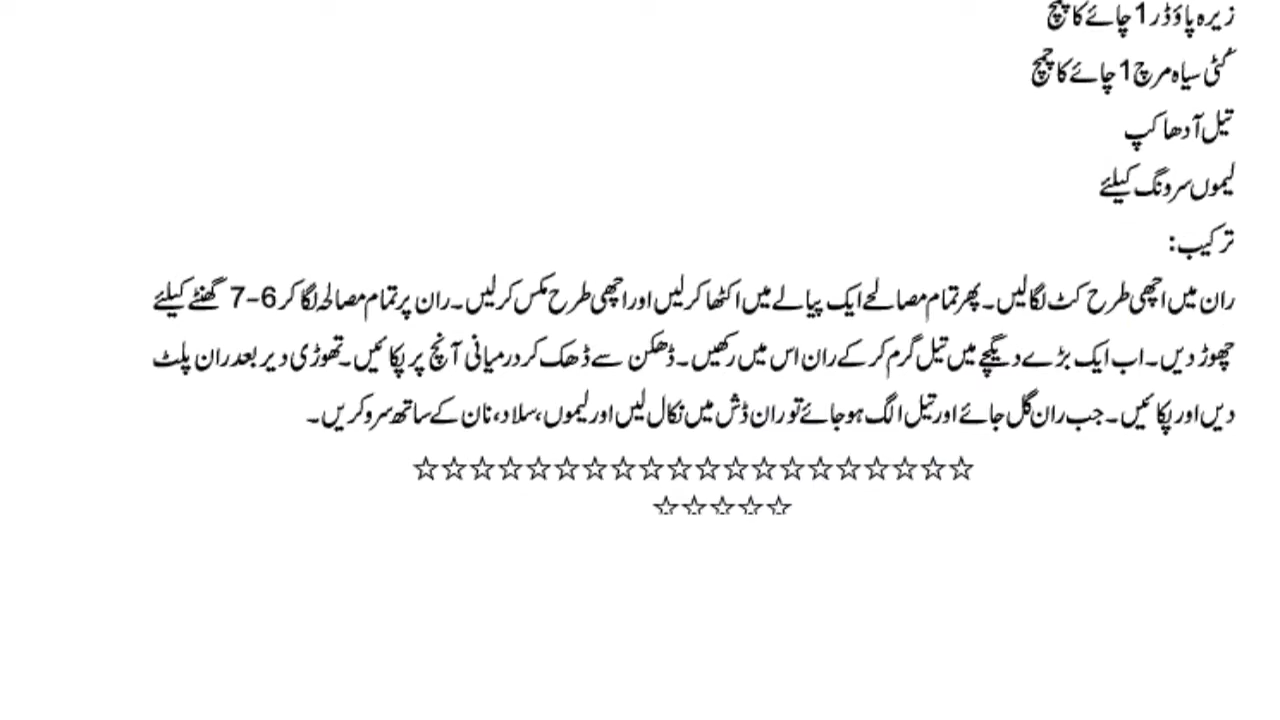 زیرہ پاؤڈر 1 چائے کا چمچ
کُٹی سیاہ مرچ 1 چائے کا چمچ
تیل آدھا کپ
لیموں سرونگ کیلئے
ترکیب:
ران میں اچھی طرح کٹ لگالیں۔ پھر تمام مصالحے ایک پیالے میں اکٹھا کرلیں اور اچھی طرح مکس کرلیں۔ ران پر تمام مصالحہ لگا کر 6-7 گھنٹے کیلئے
چھوڑ دیں۔ اب ایک بڑے دیگچے میں تیل گرم کر کے ران اس میں رکھیں۔ ڈھکن سے ڈھک کر درمیانی آنچ پر پکائیں۔ تھوڑی دیر بعد ران پلٹ
دیں اور پکائیں۔ جب ران گل جائے اور تیل الگ ہوجائے تو ران ڈش میں نکال لیں اور لیموں، سلاد، نان کے ساتھ سرو کریں۔
☆☆☆☆☆☆☆☆☆☆☆☆☆☆☆☆☆☆☆☆
☆☆☆☆☆